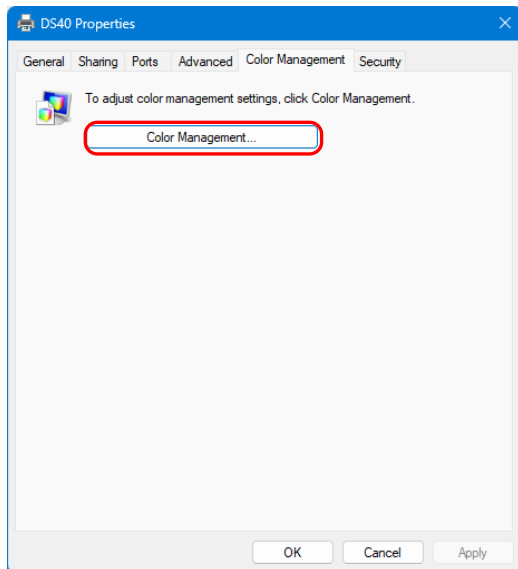 DS40 Properties
General Sharing Ports Advanced Color Management Security
To adjust color management settings, click Color Management.
Color Management...
OK Cancel Apply